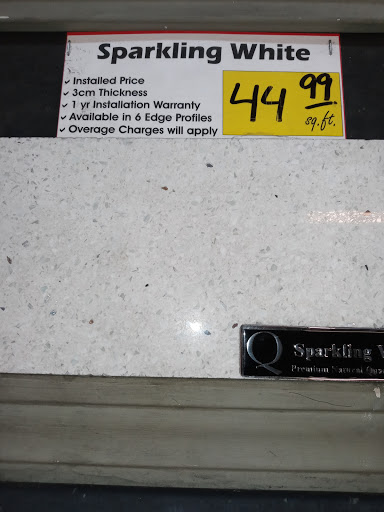 Sparkling White
✓ Installed Price
✓ 3cm Thickness
✓ 1 yr Installation Warranty
✓ Available in 6 Edge Profiles
✓ Overage Charges will apply
44 99
sq.ft.
Q Sparkling
Premium Natural